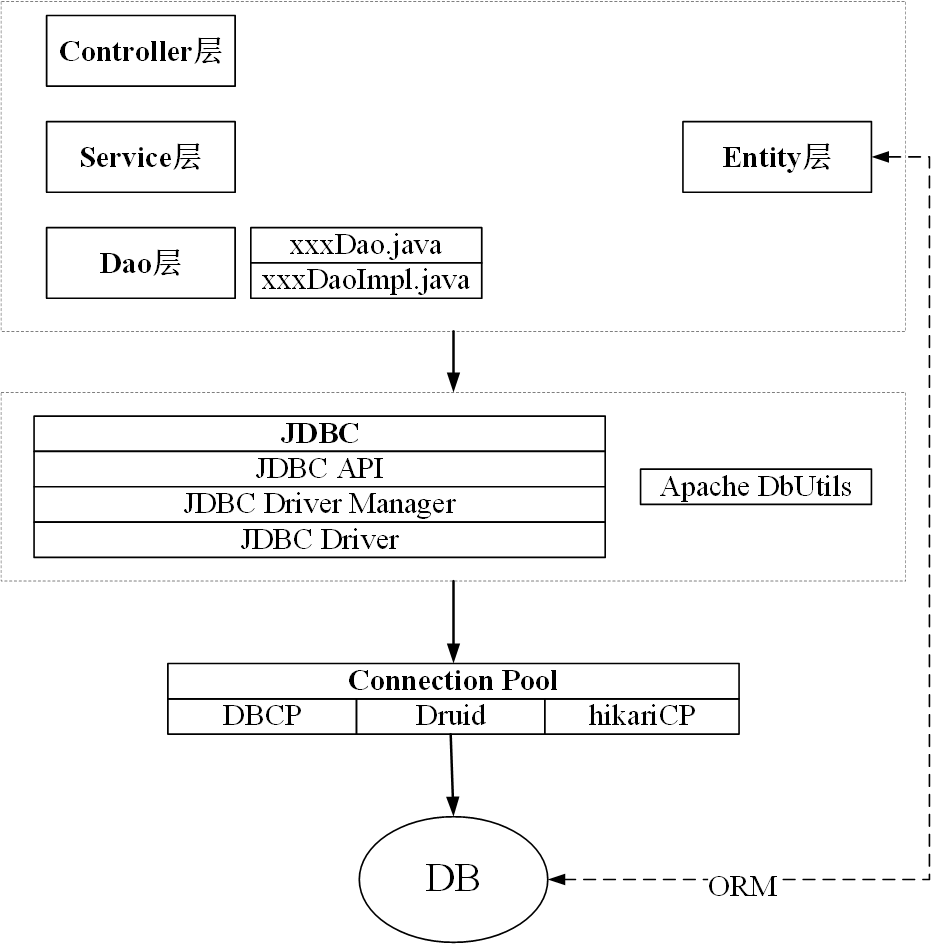 Controller层
Service层
Entity层
Dao层
xxxDao.java
xxxDaoImpl.java
JDBC
JDBC API
JDBC Driver Manager
JDBC Driver
Apache DbUtils
Connection Pool
DBCP
Druid
hikariCP
DB
ORM